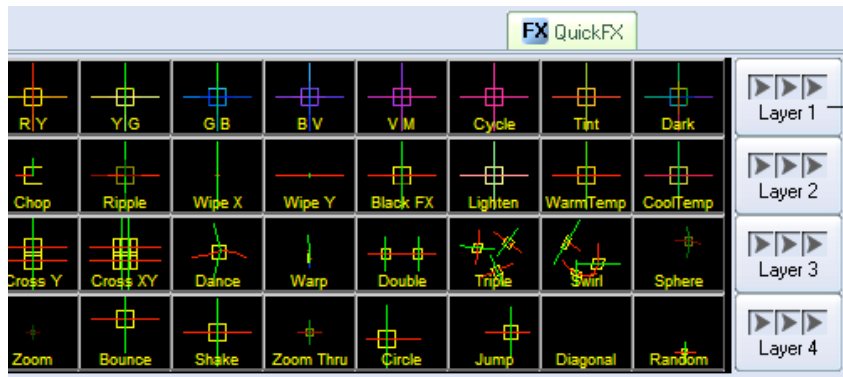 FX QuickFX
R Y Y G G B B V V M Cycle Tint Dark Layer 1
Chop Ripple Wipe X Wipe Y Black FX Lighten WarmTemp CoolTemp Layer 2
Cross Y Cross XY Dance Warp Double Triple Swirl Sphere Layer 3
Zoom Bounce Shake Zoom Thru Circle Jump Diagonal Random Layer 4